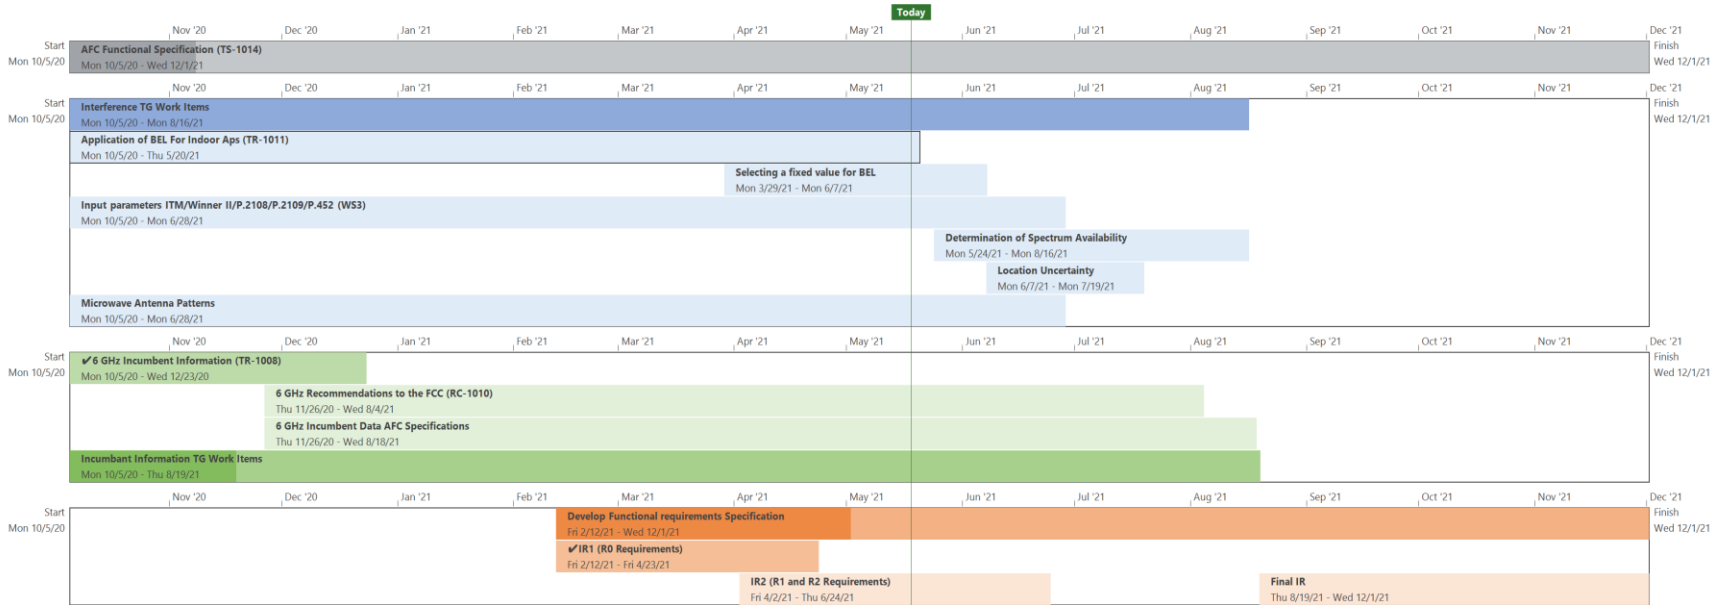 Today
Nov '20 Dec '20 Jan '21 Feb '21 Mar '21 Apr '21 May '21 Jun '21 Jul '21 Aug '21 Sep '21 Oct '21 Nov '21 Dec '21
Start
Mon 10/5/20
AFC Functional Specification (TS-1014)
Mon 10/5/20 - Wed 12/1/21
Finish
Wed 12/1/21
Nov '20 Dec '20 Jan '21 Feb '21 Mar '21 Apr '21 May '21 Jun '21 Jul '21 Aug '21 Sep '21 Oct '21 Nov '21 Dec '21
Start
Mon 10/5/20
Interference TG Work Items
Mon 10/5/20 - Mon 8/16/21
Finish
Wed 12/1/21
Application of BEL For Indoor Aps (TR-1011)
Mon 10/5/20 - Thu 5/20/21
Selecting a fixed value for BEL
Mon 3/29/21 - Mon 6/7/21
Input parameters ITM/Winner II/P.2108/P.2109/P.452 (WS3)
Mon 10/5/20 - Mon 6/28/21
Determination of Spectrum Availability
Mon 5/24/21 - Mon 8/16/21
Location Uncertainty
Mon 6/7/21 - Mon 7/19/21
Microwave Antenna Patterns
Mon 10/5/20 - Mon 6/28/21
Nov '20 Dec '20 Jan '21 Feb '21 Mar '21 Apr '21 May '21 Jun '21 Jul '21 Aug '21 Sep '21 Oct '21 Nov '21 Dec '21
Start
Mon 10/5/20
✔6 GHz Incumbent Information (TR-1008)
Mon 10/5/20 - Wed 12/23/20
Finish
Wed 12/1/21
6 GHz Recommendations to the FCC (RC-1010)
Thu 11/26/20 - Wed 8/4/21
6 GHz Incumbent Data AFC Specifications
Thu 11/26/20 - Wed 8/18/21
Incumbant Information TG Work Items
Mon 10/5/20 - Thu 8/19/21
Nov '20 Dec '20 Jan '21 Feb '21 Mar '21 Apr '21 May '21 Jun '21 Jul '21 Aug '21 Sep '21 Oct '21 Nov '21 Dec '21
Start
Mon 10/5/20
Develop Functional requirements Specification
Fri 2/12/21 - Wed 12/1/21
Finish
Wed 12/1/21
✔IR1 (R0 Requirements)
Fri 2/12/21 - Fri 4/23/21
IR2 (R1 and R2 Requirements)
Fri 4/2/21 - Thu 6/24/21
Final IR
Thu 8/19/21 - Wed 12/1/21